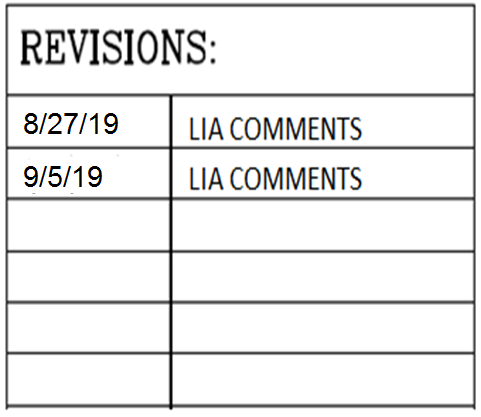 REVISIONS:
8/27/19 LIA COMMENTS
9/5/19 LIA COMMENTS